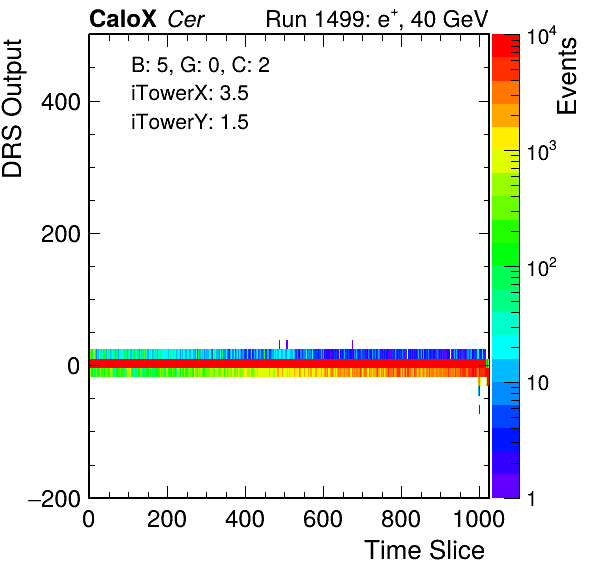 CaloX Cer Run 1499: e+, 40 GeV
B: 5, G: 0, C: 2
iTowerX: 3.5
iTowerY: 1.5
DRS Output
400
200
0
−200
0 200 400 600 800 1000
Time Slice
Events
10^4
10^3
10^2
10
1